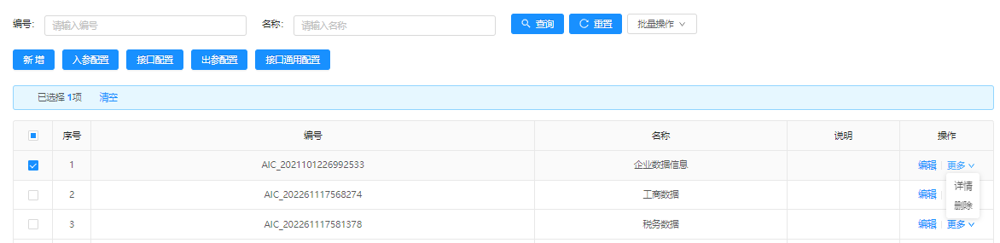 编号: 请输入编号 名称: 请输入名称 查询 重置 批量操作
新增 入参配置 接口配置 出参配置 接口通用配置
已选择 1项 清空
序号 编号 名称 说明 操作
1 AIC_2021101226992533 企业数据信息 编辑 更多
详情
2 AIC_202261117568274 工商数据 编辑
删除
3 AIC_202261117581378 税务数据 编辑 更多